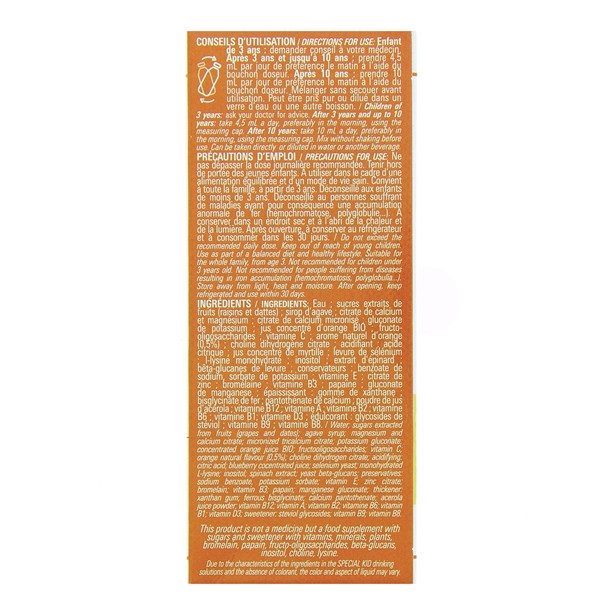 CONSEILS D'UTILISATION / DIRECTIONS FOR USE: Enfant
de 3 ans : demander conseil à votre médecin.
Après 3 ans et jusqu'à 10 ans ; prendre 4,5
mL par jour de préférence le matin à l'aide du
bouchon doseur. Après 10 ans ; prendre 10
mL par jour de préférence le matin à l'aide du
bouchon doseur. Mélanger sans secouer avant
utilisation. Peut être pris pur ou dilué dans un
verre d'eau ou une autre boisson. / Children of
3 years: ask your doctor for advice. After 3 years and up to 10
years: take 4,5 mL a day, preferably in the morning, using the
measuring cap. After 10 years: take 10 mL a day, preferably in
the morning, using the measuring cap. Mix without shaking before
use. Can be taken directly or diluted in water or another beverage.
PRÉCAUTIONS D'EMPLOI / PRECAUTIONS FOR USE: Ne
pas dépasser la dose journalière recommandée. Tenir hors
de portée des jeunes enfants. A utiliser dans le cadre d'une
alimentation équilibrée et d'un mode de vie sain. Convient
à toute la famille, à partir de 3 ans. Déconseillé aux enfants
de moins de 3 ans. Déconseillé au personnes souffrant
de maladies ayant pour conséquence une accumulation
anormale de fer (hémochromatose, polyglobulie...). A
conserver dans un endroit sec et à l'abri de la chaleur et
de la lumière. Après ouverture, à conserver au réfrigérateur
et à consommer dans les 30 jours. / Do not exceed the
recommended daily dose. Keep out of reach of young children.
Use as part of a balanced diet and healthy lifestyle. Suitable for
the whole family, from age 3. Not recommended for children under
3 years old. Not recommended for people suffering from diseases
resulting in iron accumulation (hemochromatosis, polyglobulia...).
Store away from light, heat and moisture. After opening, keep
refrigerated and use within 30 days.
INGRÉDIENTS / INGREDIENTS: Eau ; sucres extraits de
fruits (raisins et dattes) ; sirop d'agave ; citrate de calcium
et magnésium ; citrate de calcium micronisé ; gluconate
de potassium ; jus concentré d'orange BIO ; fructo-
oligosaccharides ; vitamine C ; arôme naturel d'orange
(0,5%) ; choline dihydrogène citrate ; acidifiant : acide
citrique ; jus concentré de myrtille ; levure de sélénium
; L-lysine monohydraté ; inositol ; extrait d'épinard ;
béta-glucanes de levure ; conservateurs : benzoate de
sodium, sorbate de potassium ; vitamine E ; citrate de
zinc ; bromélaïne ; vitamine B3 ; papaïne ; gluconate
de manganèse ; épaississant : gomme de xanthane ;
bisglycinate de fer ; pantothénate de calcium ; poudre de jus
d'acérola ; vitamine B12 ; vitamine A ; vitamine B2 ; vitamine
B6 ; vitamine B1; vitamine D3 ; édulcorant : glycosides de
stéviol ; vitamine B9 ; vitamine B8. / Water; sugars extracted
from fruits (grapes and dates); agave syrup; magnesium and
calcium citrate; micronized tricalcium citrate; potassium gluconate;
concentrated orange juice BIO; fructo-oligosaccharides; vitamin C;
orange natural flavour (0,5%); choline dihydrogen citrate; acidifying:
citric acid; blueberry cocentrated juice; selenium yeast; monohydrated
L-lysine; inositol; spinach extract; yeast beta-glucans; preservatives:
sodium benzoate, potassium sorbate; vitamin E; zinc citrate;
bromelain; vitamin B3; papain; manganese gluconate; thickener:
xanthan gum; ferrous bisglycinate; calcium pantothenate; acerola
juice powder; vitamin B12; vitamin A; vitamin B2; vitamin B6; vitamin
B1; vitamin D3; sweetener: steviol glycosides; vitamin B9; vitamin B8.
This product is not a medicine but a food supplement with
sugars and sweetener with vitamins, minerals, plants,
bromelain, papain, fructo-oligosaccharides, beta-glucans,
inositol, choline, lysine.
Due to the characteristics of the ingredients in the SPECIAL KID drinking
solutions and the absence of colorant, the color and aspect of liquid may vary.